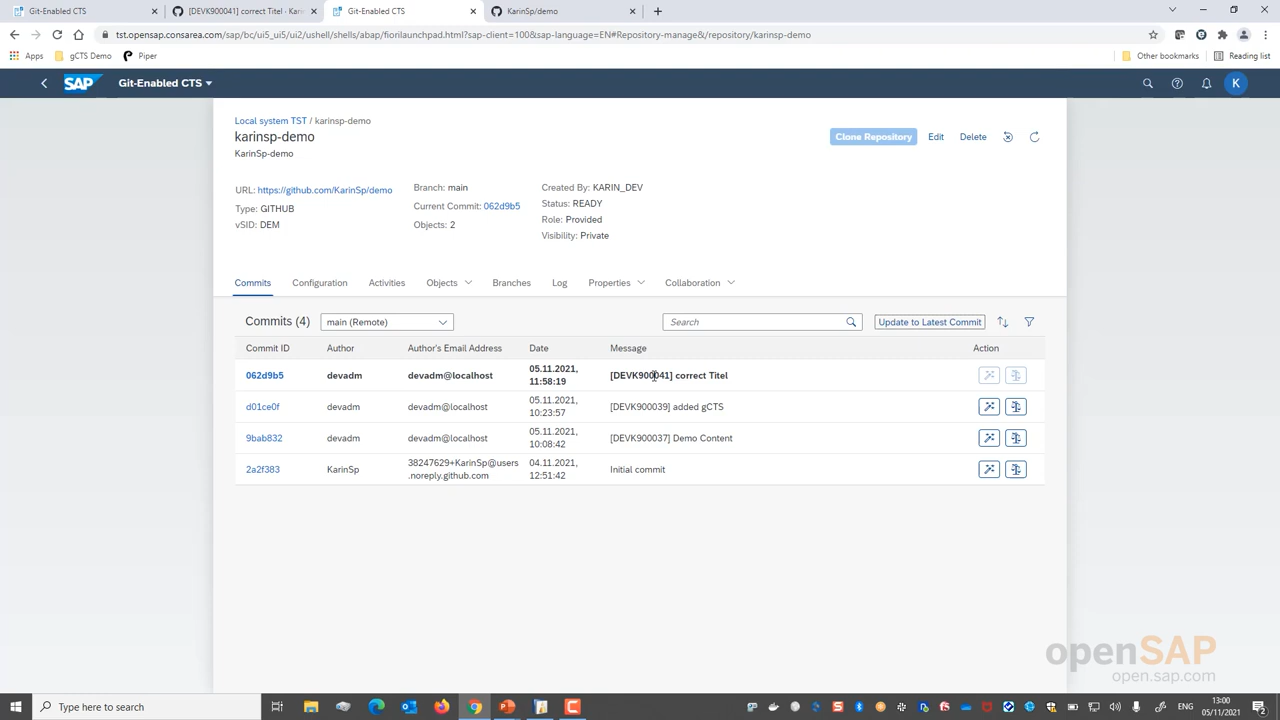 Git-Enabled CTS
[DEVK900041] correct Titel · Karin
Git-Enabled CTS
KarinSp/demo
tst.opensap.consarea.com/sap/bc/ui5_ui5/ui2/ushell/shells/abap/fiorilaunchpad.html?sap-client=100&sap-language=EN#Repository-manage&/repository/karinsp-demo
Apps
gCTS Demo
Piper
Other bookmarks
Reading list
SAP
Git-Enabled CTS
K
Local system TST / karinsp-demo
karinsp-demo
Clone Repository
Edit
Delete
KarinSp-demo
URL: https://github.com/KarinSp/demo
Type: GITHUB
vSID: DEM
Branch: main
Current Commit: 062d9b5
Objects: 2
Created By: KARIN_DEV
Status: READY
Role: Provided
Visibility: Private
Commits
Configuration
Activities
Objects
Branches
Log
Properties
Collaboration
Commits (4)
main (Remote)
Search
Update to Latest Commit
Commit ID
Author
Author's Email Address
Date
Message
Action
062d9b5
devadm
devadm@localhost
05.11.2021,
11:58:19
[DEVK900041] correct Titel
d01ce0f
devadm
devadm@localhost
05.11.2021,
10:23:57
[DEVK900039] added gCTS
9bab832
devadm
devadm@localhost
05.11.2021,
10:08:42
[DEVK900037] Demo Content
2a2f383
KarinSp
38247629+KarinSp@users
.noreply.github.com
04.11.2021,
12:51:42
Initial commit
openSAP
open.sap.com
Type here to search
ENG
13:00
05/11/2021